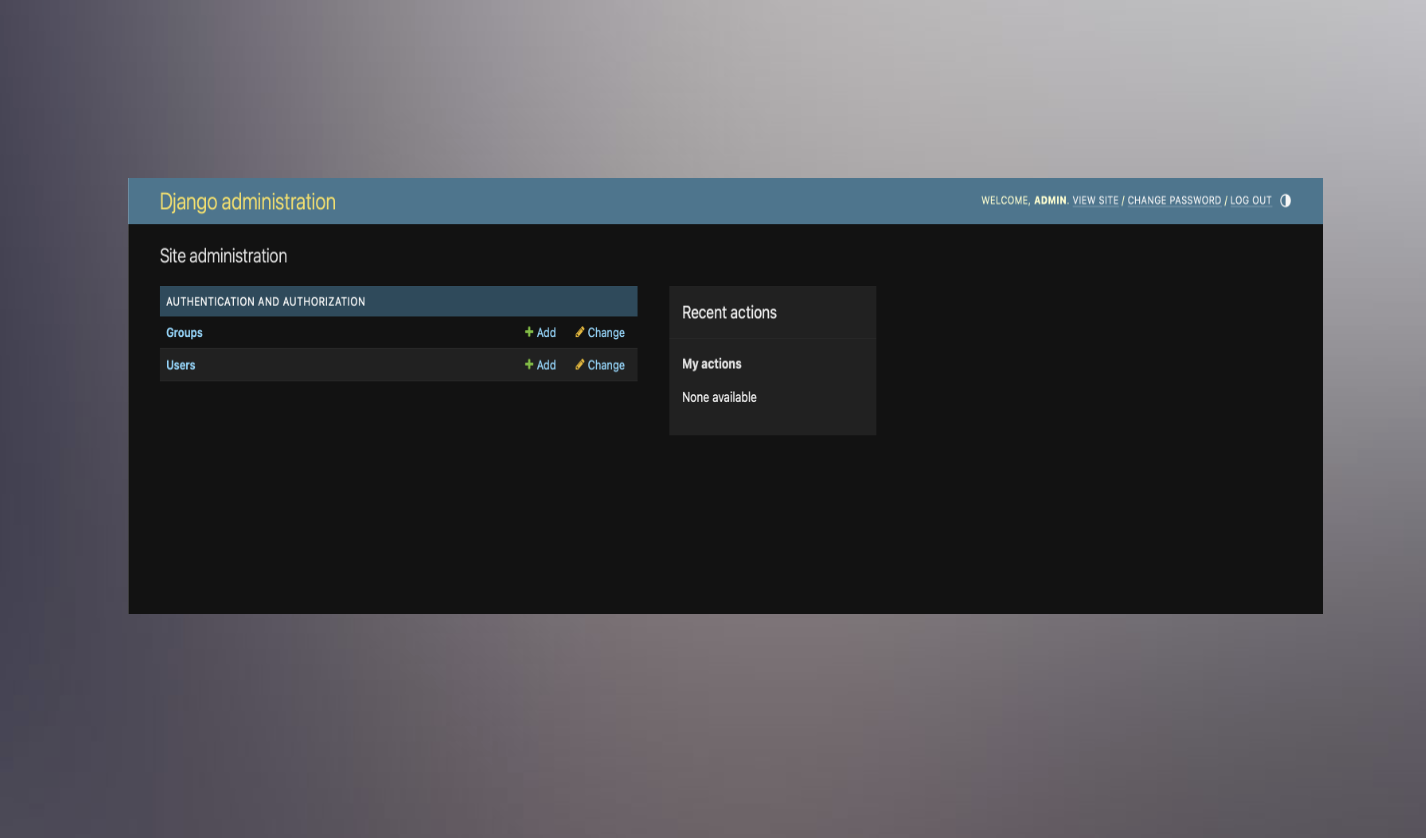 Django administration
WELCOME, ADMIN. VIEW SITE / CHANGE PASSWORD / LOG OUT
Site administration
AUTHENTICATION AND AUTHORIZATION
Groups Add Change
Users Add Change
Recent actions
My actions
None available